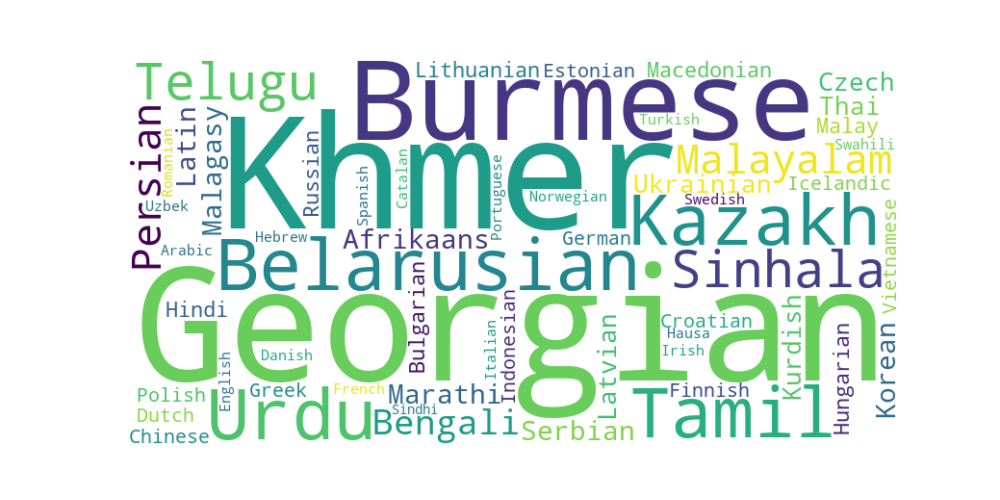 Telugu
Burmese
Lithuanian
Estonian
Macedonian
Czech
Thai
Malay
Swahili
Turkish
Persian
Romanian
Latin
Malagasy
Khmer
Russian
Spanish
Catalan
Portuguese
Norwegian
Malayalam
Ukrainian
Icelandic
Swedish
Kazakh
Vietnamese
Uzbek
Arabic
Hebrew
Afrikaans
German
Belarusian
Sinhala
Georgian
Hindi
Bulgarian
Italian
Indonesian
Latvian
Croatian
Hausa
Irish
Kurdish
Hungarian
Korean
Danish
English
Polish
Greek
French
Marathi
Finnish
Dutch
Urdu
Sindhi
Bengali
Serbian
Tamil
Chinese